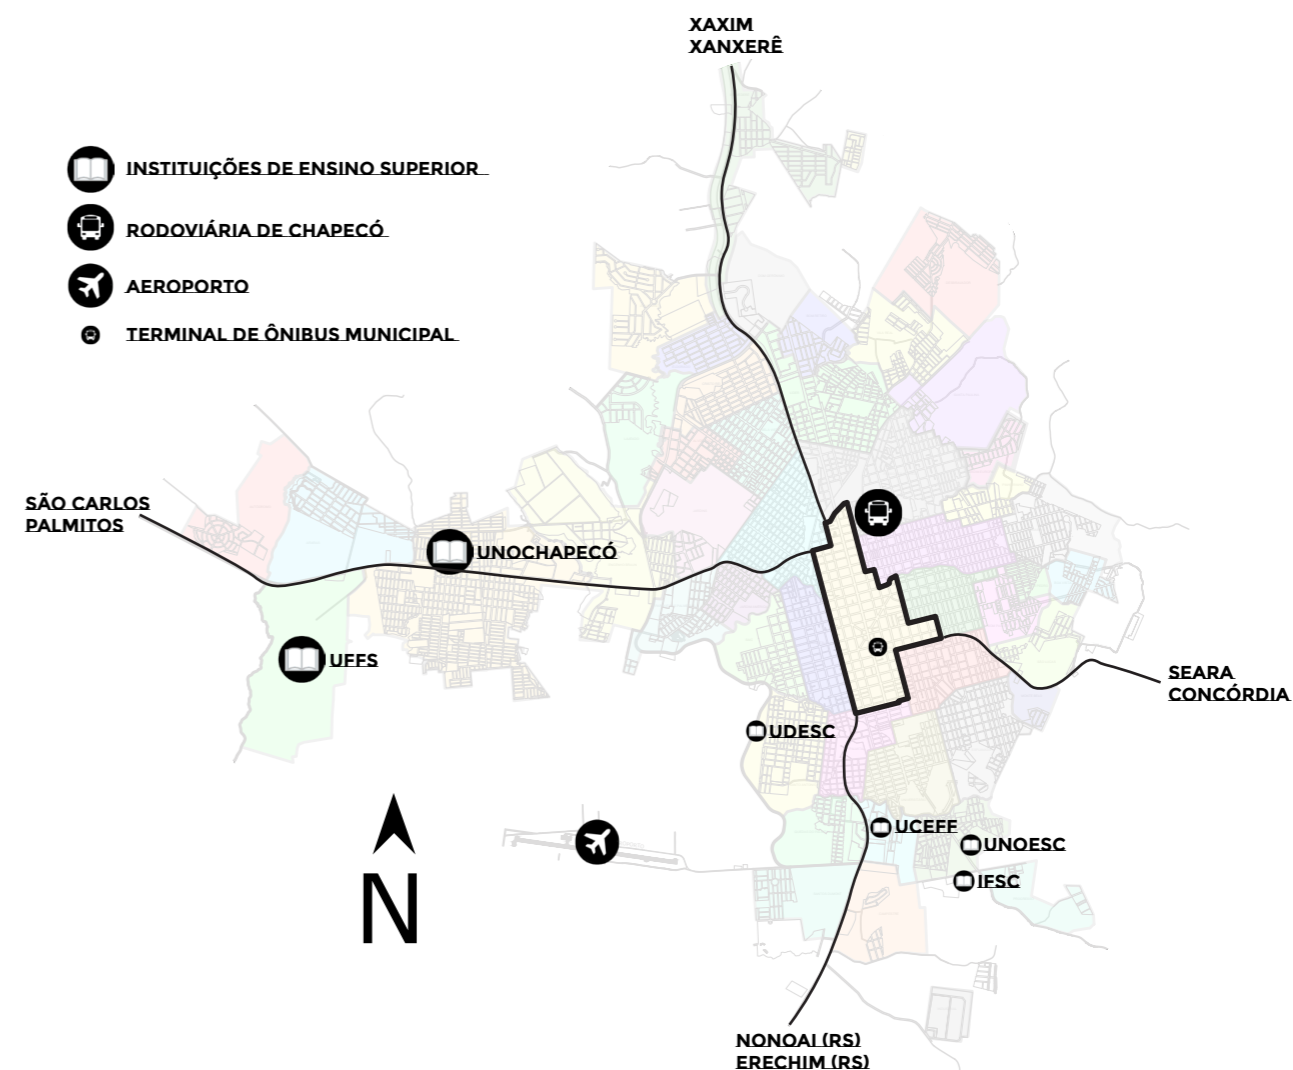 XAXIM
XANXERÊ
INSTITUIÇÕES DE ENSINO SUPERIOR
RODOVIÁRIA DE CHAPECÓ
AEROPORTO
TERMINAL DE ÔNIBUS MUNICIPAL
SÃO CARLOS
PALMITOS
UNOCHAPECÓ
UFFS
SEARA
CONCÓRDIA
UDESC
UCEFF
UNOESC
IFSC
N
NONOAI (RS)
ERECHIM (RS)